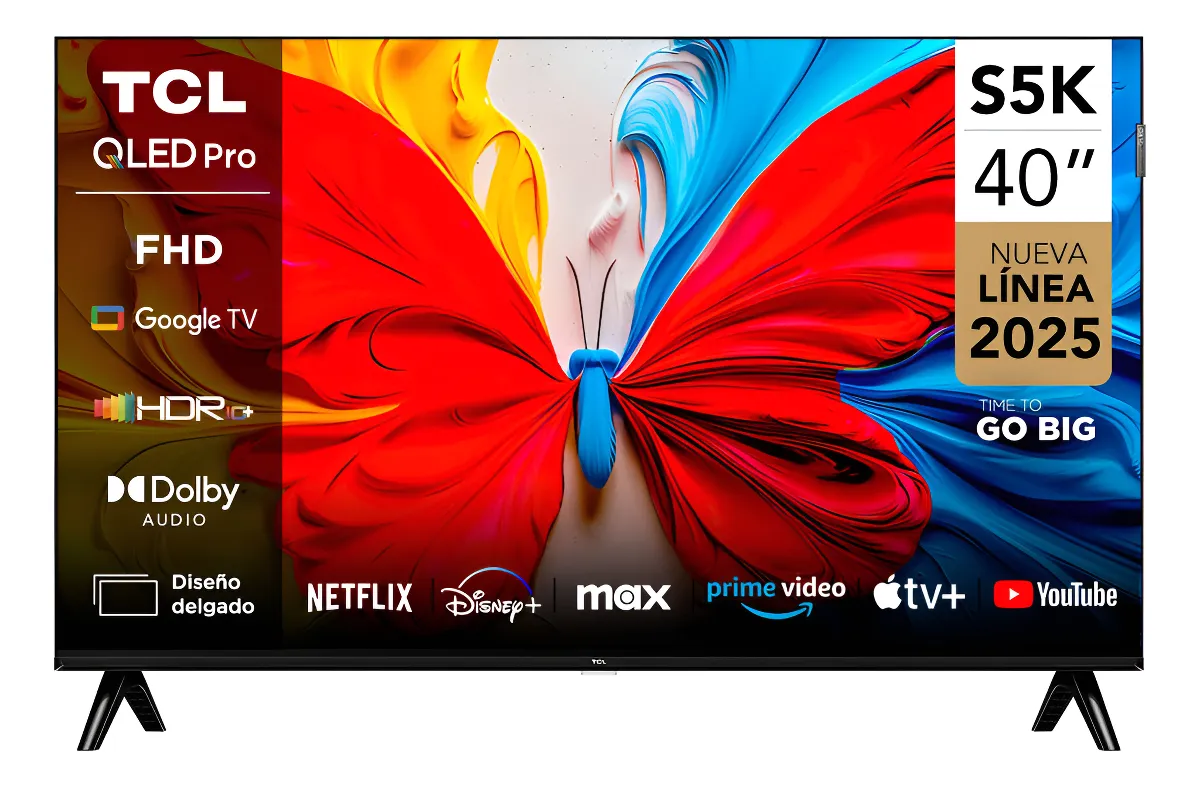 TCL
QLED Pro
FHD
Google TV
HDR10+
Dolby
AUDIO
Diseño
delgado
S5K
40”
NUEVA
LÍNEA
2025
TIME TO
GO BIG
NETFLIX Disney+ max prime video tv+ YouTube
TCL